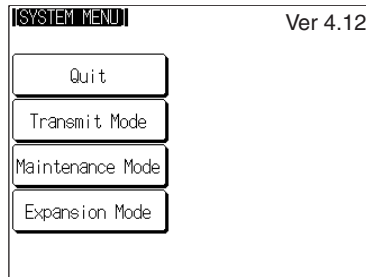 SYSTEM MENU
Ver 4.12
Quit
Transmit Mode
Maintenance Mode
Expansion Mode